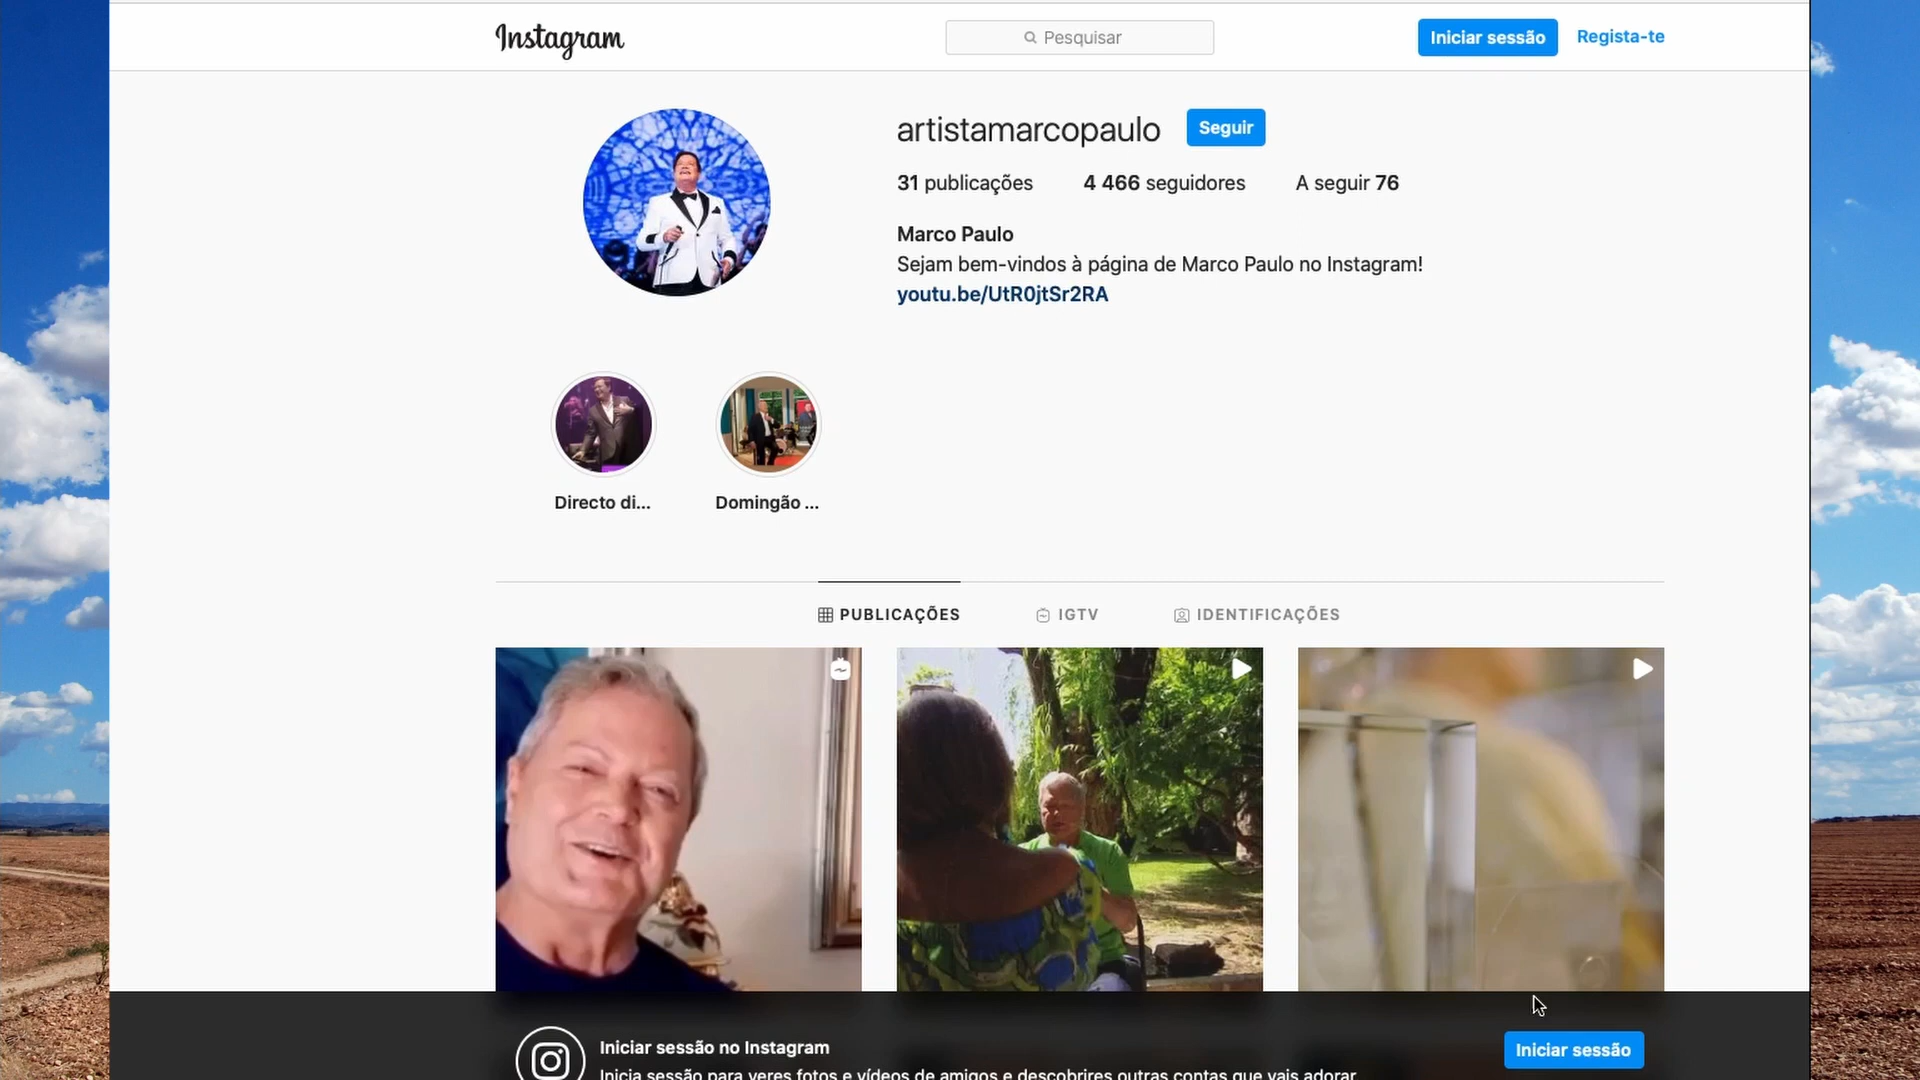 Instagram
Pesquisar
Iniciar sessão
Regista-te
artistamarcopaulo
Seguir
31 publicações
4 466 seguidores
A seguir 76
Marco Paulo
Sejam bem-vindos à página de Marco Paulo no Instagram!
youtu.be/UtR0jtSr2RA
Directo di...
Domingão ...
PUBLICAÇÕES
IGTV
IDENTIFICAÇÕES
Iniciar sessão no Instagram
Inicia sessão para veres fotos e vídeos de amigos e descobrires outras contas que vais adorar.
Iniciar sessão